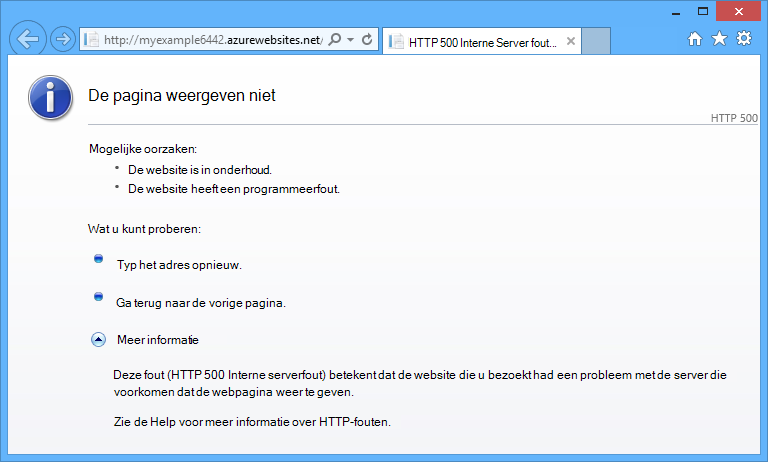 http://myexample6442.azurewebsites.net/
HTTP 500 Interne Server fout...
De pagina weergeven niet
HTTP 500
Mogelijke oorzaken:
• De website is in onderhoud.
• De website heeft een programmeerfout.
Wat u kunt proberen:
Typ het adres opnieuw.
Ga terug naar de vorige pagina.
Meer informatie
Deze fout (HTTP 500 Interne serverfout) betekent dat de website die u bezoekt had een probleem met de server die
voorkomen dat de webpagina weer te geven.
Zie de Help voor meer informatie over HTTP-fouten.